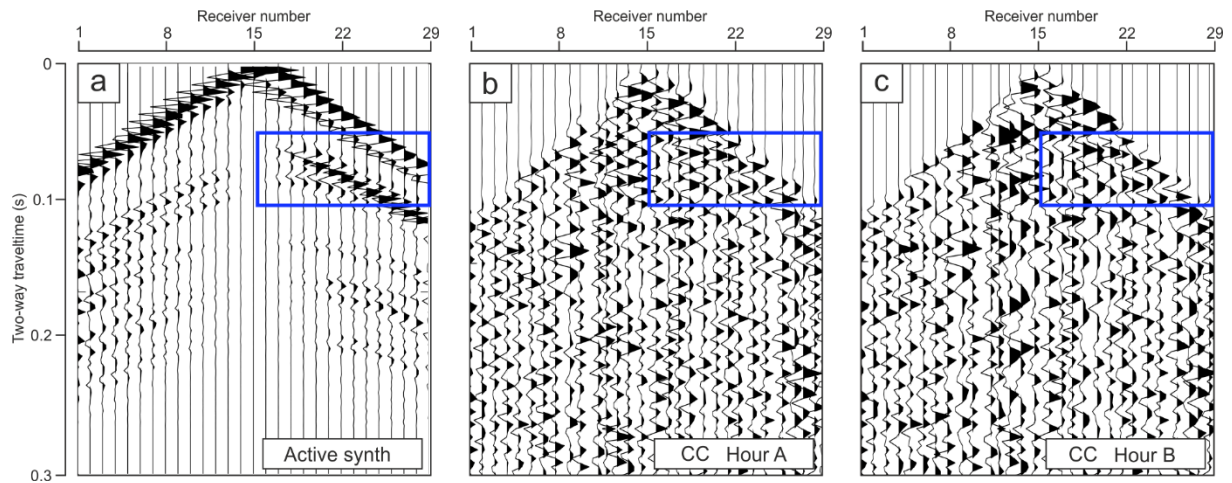 Receiver number
1 8 15 22 29
Receiver number
1 8 15 22 29
Receiver number
1 8 15 22 29
Two-way traveltime (s)
0
0.1
0.2
0.3
a
b
c
Active synth
CC Hour A
CC Hour B